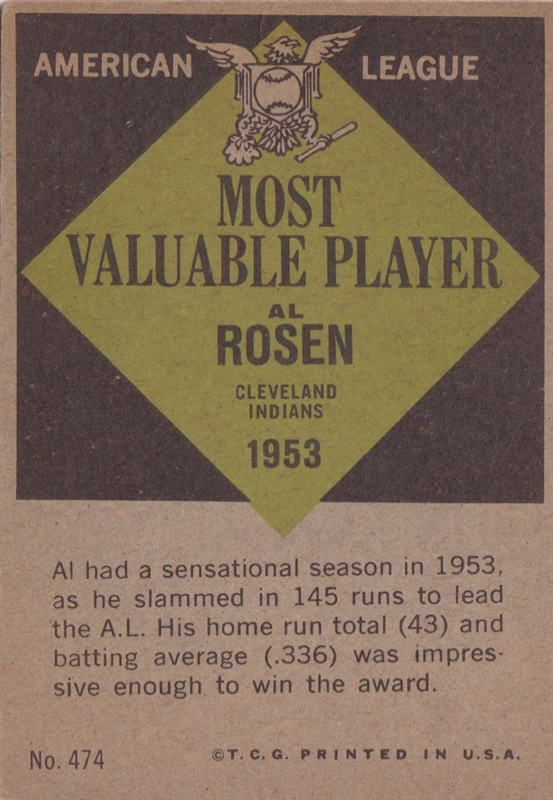 AMERICAN LEAGUE
MOST
VALUABLE PLAYER
AL
ROSEN
CLEVELAND
INDIANS
1953
Al had a sensational season in 1953,
as he slammed in 145 runs to lead
the A.L. His home run total (43) and
batting average (.336) was impres-
sive enough to win the award.
No. 474 ©T.C.G. PRINTED IN U.S.A.